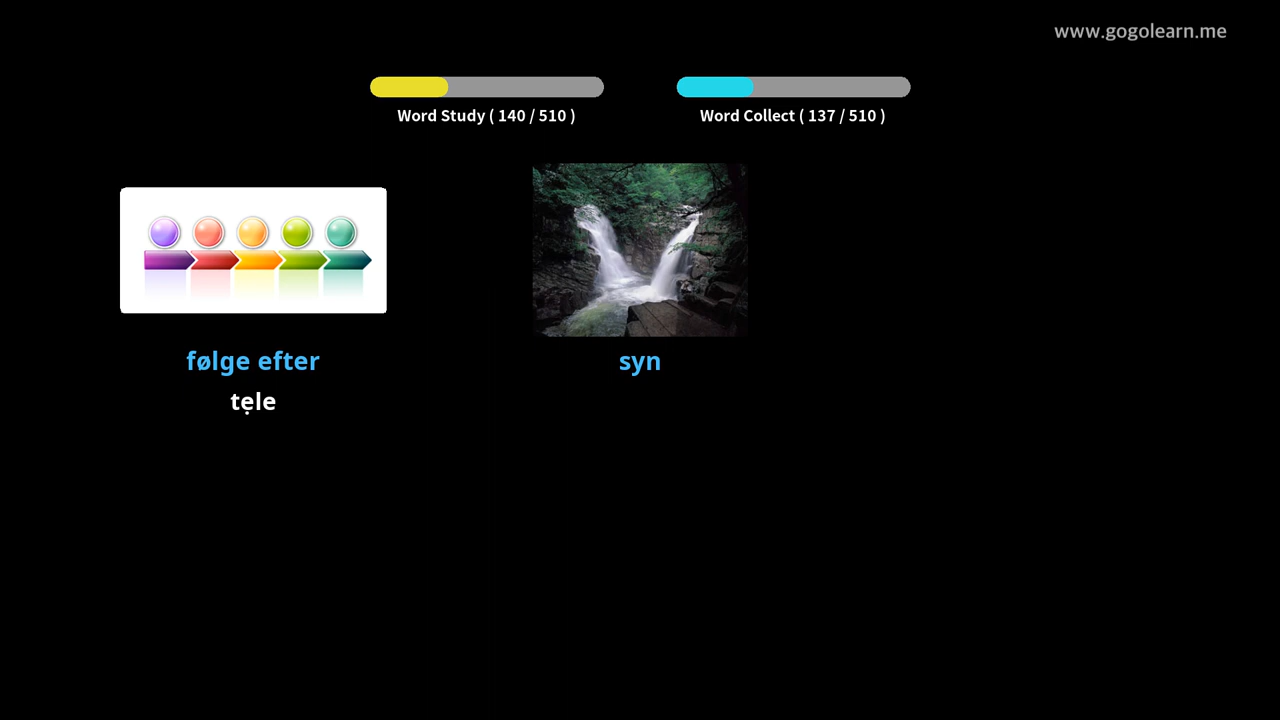 www.gogolearn.me
Word Study ( 140 / 510 )
Word Collect ( 137 / 510 )
følge efter
tẹle
syn